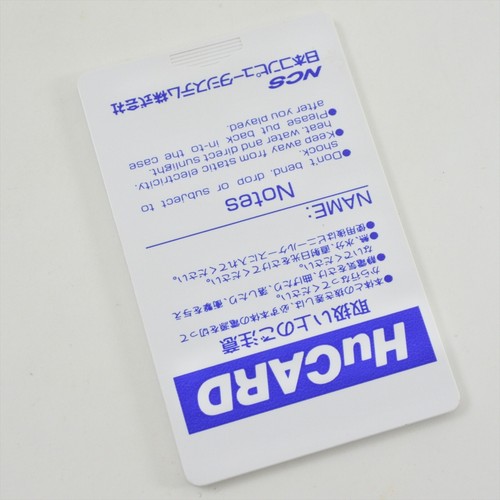 HuCARD
取扱い上のご注意
●本体との抜き差しは、必ず本体の電源を切って
から行なってください。
●静電気をさけ、曲げたり、落したり、衝撃を与え
ないでください。
●熱、水分、直射日光をさけてください。
●使用後はビニールケースに入れてください。
NAME:
Notes
●Don't bend, drop or subject to
shock.
●Keep away from static electricity,
heat, water and direct sunlight.
●Please put back in-to the case
after you played.
NCS
日本コンピュータシステム株式会社